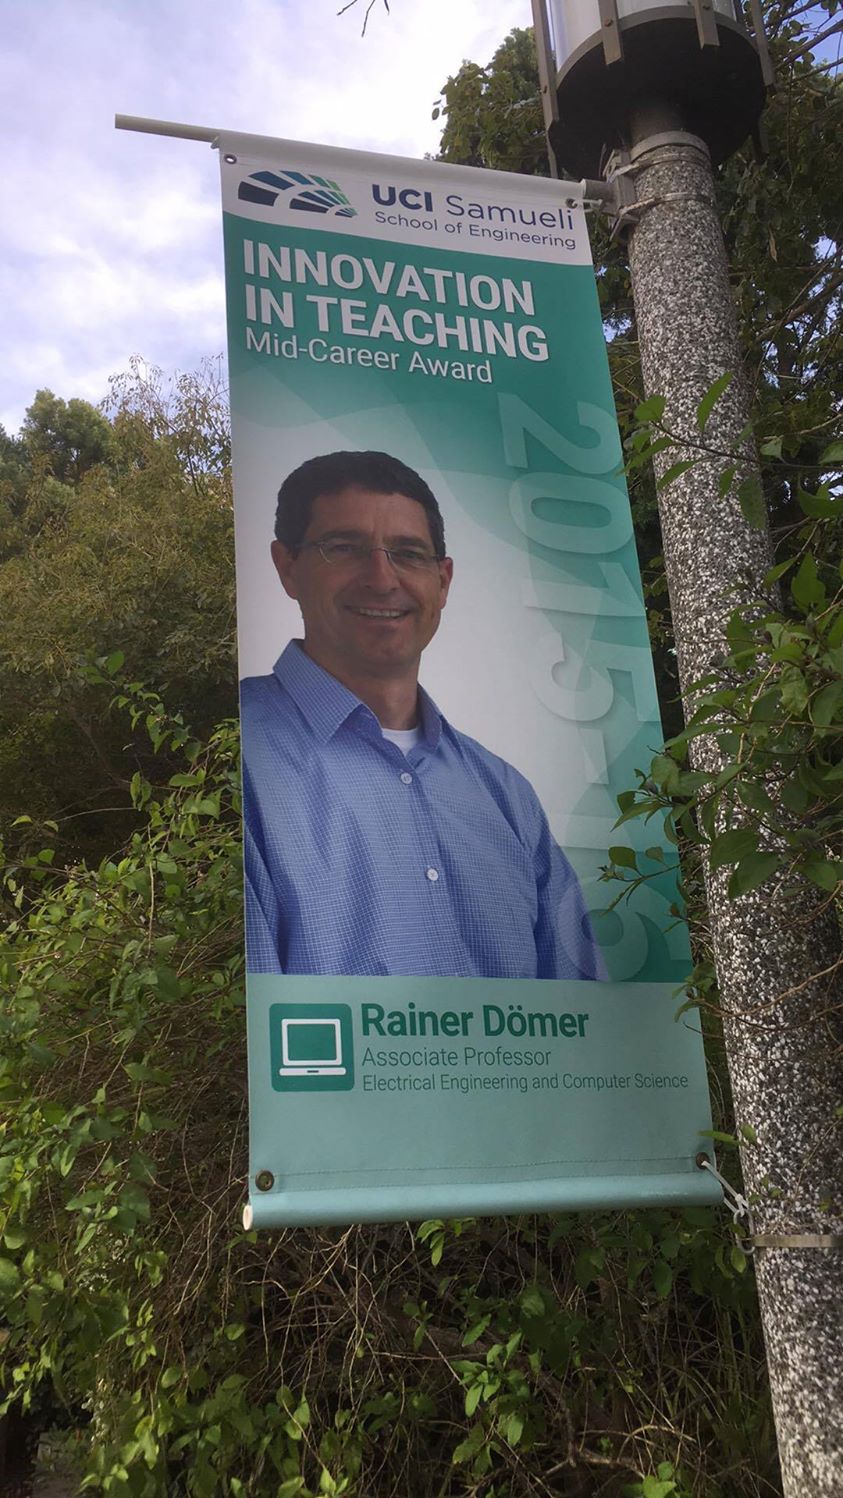 UCI Samueli
School of Engineering
INNOVATION
IN TEACHING
Mid-Career Award
2015-16
Rainer Dömer
Associate Professor
Electrical Engineering and Computer Science